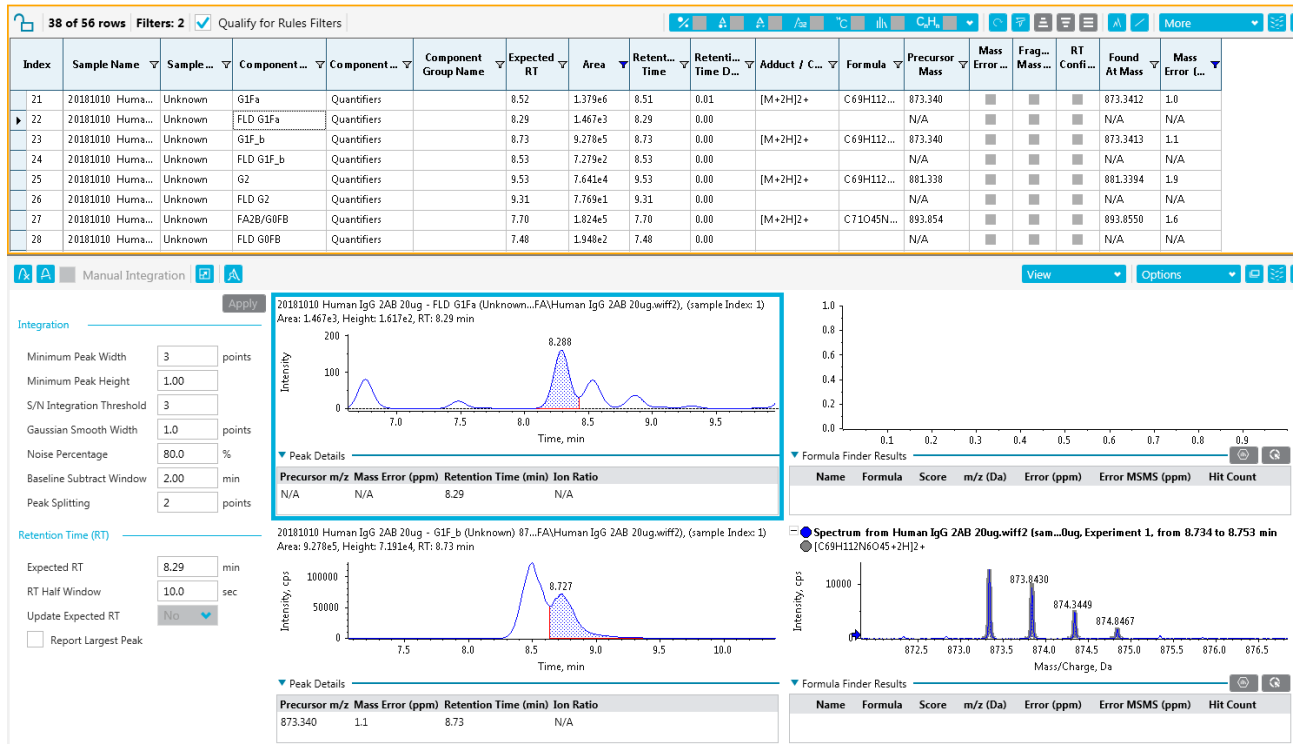 38 of 56 rows Filters: 2 Qualify for Rules Filters More
Index Sample Name Sample ... Component ... Component ... Component Group Name Expected RT Area Retent... Time Retenti... Time D... Adduct / C... Formula Precursor Mass Mass Error... Frag... Mass... RT Confi... Found At Mass Mass Error (...
21 20181010 Huma... Unknown G1Fa Quantifiers 8.52 1.379e6 8.51 0.01 [M+2H]2+ C69H112... 873.340 873.3412 1.0
22 20181010 Huma... Unknown FLD G1Fa Quantifiers 8.29 1.467e3 8.29 0.00 N/A N/A N/A
23 20181010 Huma... Unknown G1F_b Quantifiers 8.73 9.278e5 8.73 0.00 [M+2H]2+ C69H112... 873.340 873.3413 1.1
24 20181010 Huma... Unknown FLD G1F_b Quantifiers 8.53 7.279e2 8.53 0.00 N/A N/A N/A
25 20181010 Huma... Unknown G2 Quantifiers 9.53 7.641e4 9.53 0.00 [M+2H]2+ C69H112... 881.338 881.3394 1.9
26 20181010 Huma... Unknown FLD G2 Quantifiers 9.31 7.769e1 9.31 0.00 N/A N/A N/A
27 20181010 Huma... Unknown FA2B/G0FB Quantifiers 7.70 1.824e5 7.70 0.00 [M+2H]2+ C71O45N... 893.854 893.8550 1.6
28 20181010 Huma... Unknown FLD G0FB Quantifiers 7.48 1.948e2 7.48 0.00 N/A N/A N/A
Manual Integration View Options
Apply
Integration
Minimum Peak Width 3 points
Minimum Peak Height 1.00
S/N Integration Threshold 3
Gaussian Smooth Width 1.0 points
Noise Percentage 80.0 %
Baseline Subtract Window 2.00 min
Peak Splitting 2 points
Retention Time (RT)
Expected RT 8.29 min
RT Half Window 10.0 sec
Update Expected RT No
Report Largest Peak
20181010 Human IgG 2AB 20ug - FLD G1Fa (Unknown...FA\Human IgG 2AB 20ug.wiff2), (sample Index: 1)
Area: 1.467e3, Height: 1.617e2, RT: 8.29 min
Intensity
200
100
0
8.288
7.0 7.5 8.0 8.5 9.0 9.5
Time, min
Peak Details
Precursor m/z Mass Error (ppm) Retention Time (min) Ion Ratio
N/A N/A 8.29 N/A
1.0
0.8
0.6
0.4
0.2
0.0
0.1 0.2 0.3 0.4 0.5 0.6 0.7 0.8 0.9
Formula Finder Results
Name Formula Score m/z (Da) Error (ppm) Error MSMS (ppm) Hit Count
20181010 Human IgG 2AB 20ug - G1F_b (Unknown) 87...FA\Human IgG 2AB 20ug.wiff2), (sample Index: 1)
Area: 9.278e5, Height: 7.191e4, RT: 8.73 min
Intensity, cps
100000
50000
0
8.727
7.5 8.0 8.5 9.0 9.5 10.0
Time, min
Peak Details
Precursor m/z Mass Error (ppm) Retention Time (min) Ion Ratio
873.340 1.1 8.73 N/A
Spectrum from Human IgG 2AB 20ug.wiff2 (sam...0ug, Experiment 1, from 8.734 to 8.753 min
[C69H112N6O45+2H]2+
Intensity, cps
10000
0
873.8430
874.3449
874.8467
872.5 873.0 873.5 874.0 874.5 875.0 875.5 876.0 876.5
Mass/Charge, Da
Formula Finder Results
Name Formula Score m/z (Da) Error (ppm) Error MSMS (ppm) Hit Count